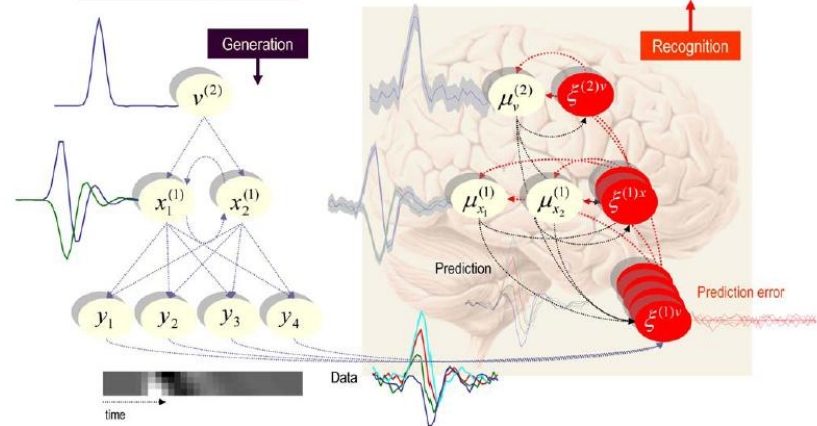 Generation
Recognition
v(2)
μv(2)
ξ(2)v
x1(1)
x2(1)
μx1(1)
μx2(1)
ξ(1)x
Prediction
Prediction error
y1
y2
y3
y4
ξ(1)v
Data
time